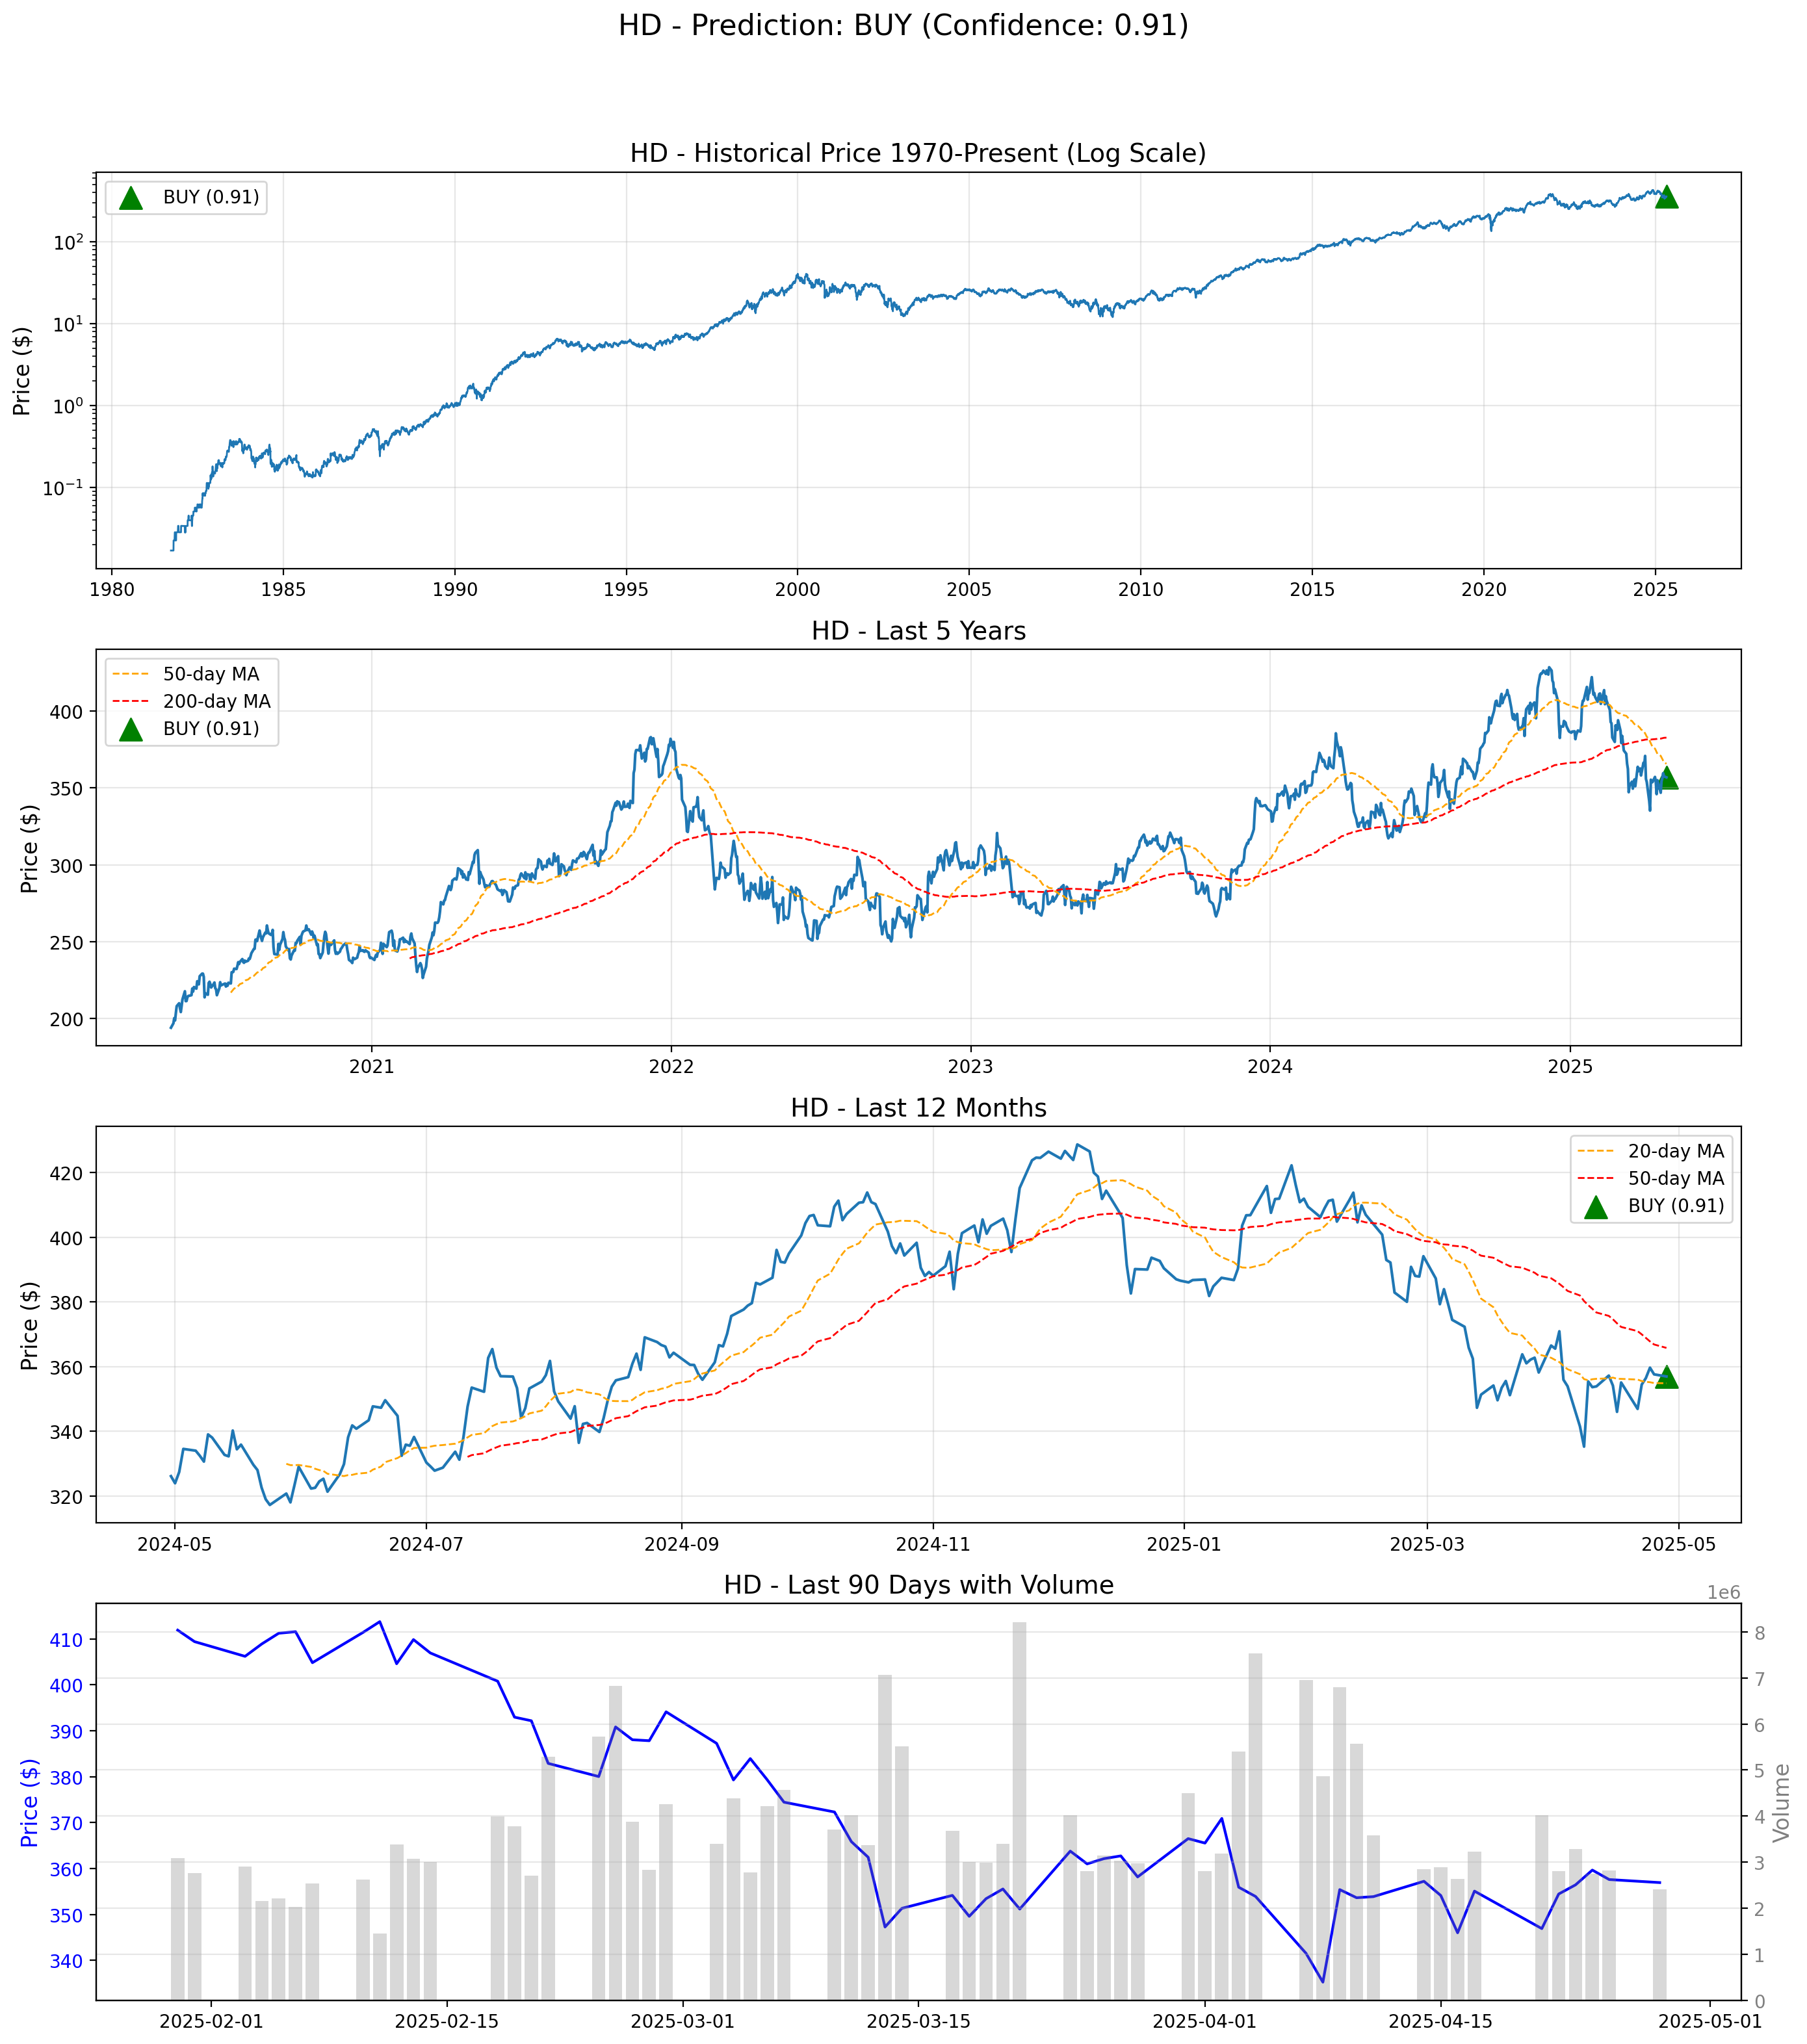 HD - Prediction: BUY (Confidence: 0.91)
HD - Historical Price 1970-Present (Log Scale)
BUY (0.91)
Price ($)
10²
10¹
10⁰
10⁻¹
1980 1985 1990 1995 2000 2005 2010 2015 2020 2025
HD - Last 5 Years
50-day MA
200-day MA
BUY (0.91)
Price ($)
400
350
300
250
200
2021 2022 2023 2024 2025
HD - Last 12 Months
20-day MA
50-day MA
BUY (0.91)
Price ($)
420
400
380
360
340
320
2024-05 2024-07 2024-09 2024-11 2025-01 2025-03 2025-05
HD - Last 90 Days with Volume
1e6
Price ($)
410
400
390
380
370
360
350
340
8
7
6
5
4
3
2
1
0
Volume
2025-02-01 2025-02-15 2025-03-01 2025-03-15 2025-04-01 2025-04-15 2025-05-01